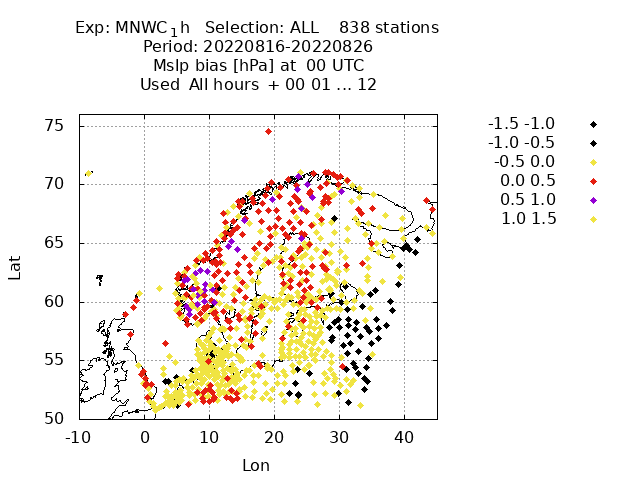 Exp: MNWC1h Selection: ALL 838 stations
Period: 20220816-20220826
Mslp bias [hPa] at 00 UTC
Used All hours + 00 01 ... 12
-1.5 -1.0
-1.0 -0.5
-0.5 0.0
0.0 0.5
0.5 1.0
1.0 1.5
75
70
65
60
55
50
Lat
-10 0 10 20 30 40
Lon